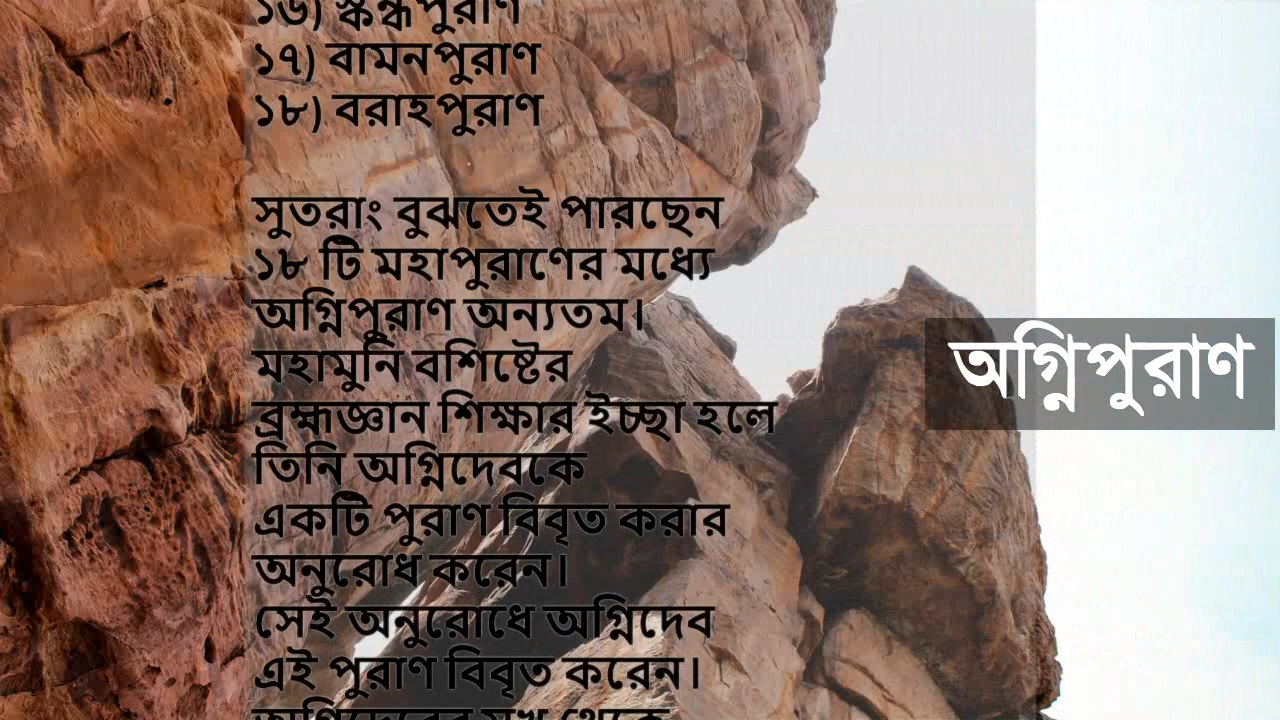 ১৬) স্কন্ধপুরাণ
১৭) বামনপুরাণ
১৮) বরাহপুরাণ
সুতরাং বুঝতেই পারছেন
১৮ টি মহাপুরাণের মধ্যে
অগ্নিপুরাণ অন্যতম।
মহামুনি বশিষ্টের
ব্রহ্মজ্ঞান শিক্ষার ইচ্ছা হলে
তিনি অগ্নিদেবকে
একটি পুরাণ বিবৃত করার
অনুরোধ করেন।
সেই অনুরোধে অগ্নিদেব
এই পুরাণ বিবৃত করেন।
অগ্নিপুরাণ